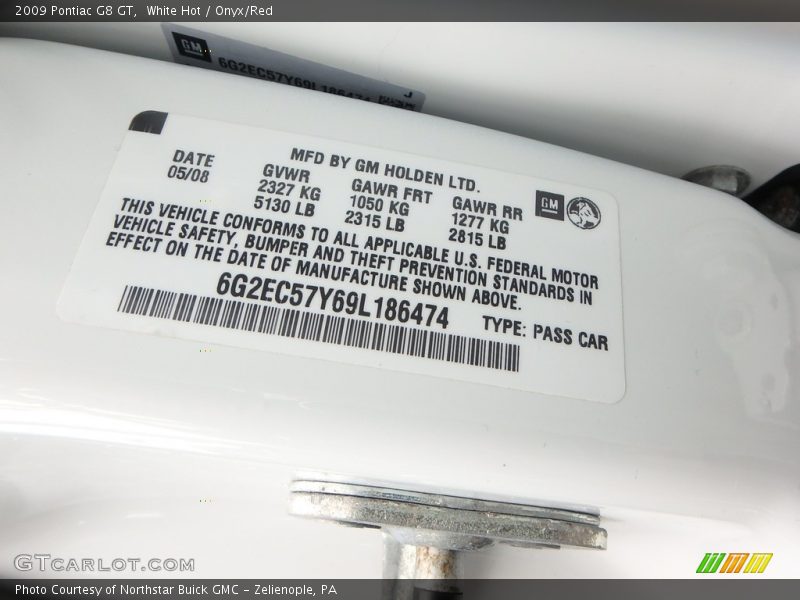 2009 Pontiac G8 GT, White Hot / Onyx/Red
GM
6G2EC57Y69L186474
MFD BY GM HOLDEN LTD.
DATE
05/08
GVWR
2327 KG
5130 LB
GAWR FRT
1050 KG
2315 LB
GAWR RR
1277 KG
2815 LB
GM
THIS VEHICLE CONFORMS TO ALL APPLICABLE U.S. FEDERAL MOTOR
VEHICLE SAFETY, BUMPER AND THEFT PREVENTION STANDARDS IN
EFFECT ON THE DATE OF MANUFACTURE SHOWN ABOVE.
6G2EC57Y69L186474
TYPE: PASS CAR
GTCARLOT.COM
Photo Courtesy of Northstar Buick GMC - Zelienople, PA